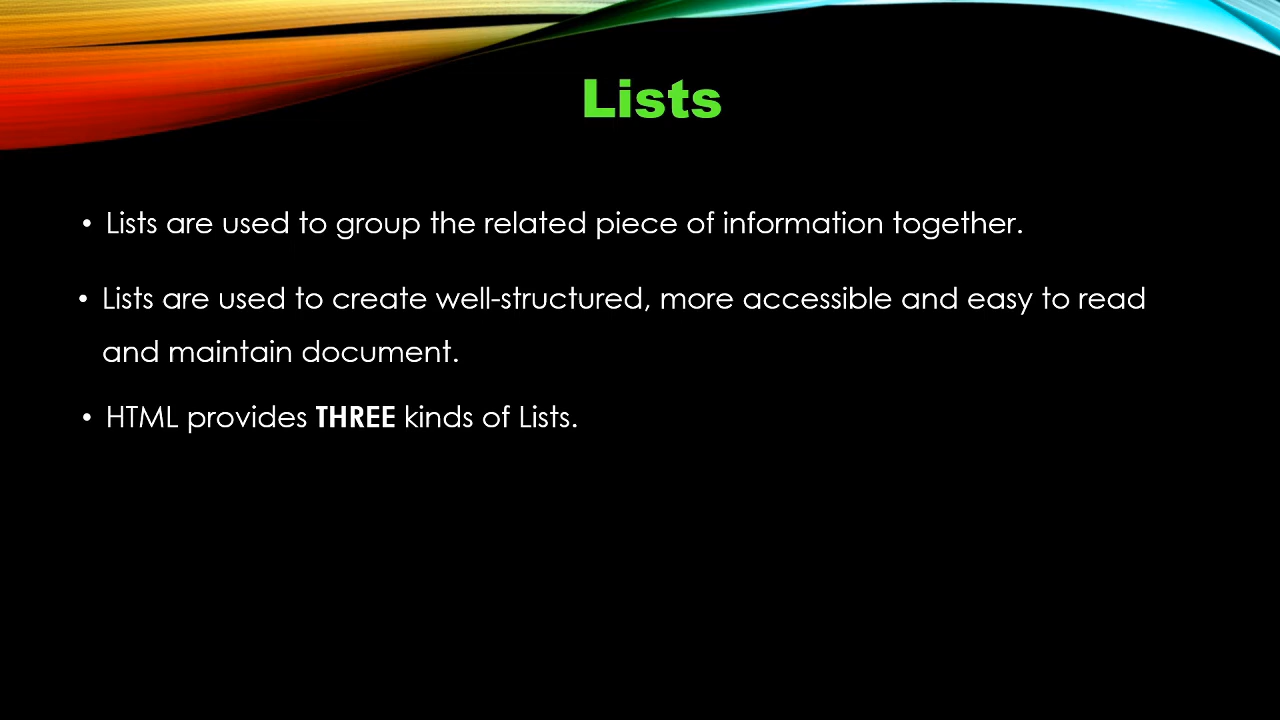 Lists
• Lists are used to group the related piece of information together.
• Lists are used to create well-structured, more accessible and easy to read
and maintain document.
• HTML provides THREE kinds of Lists.